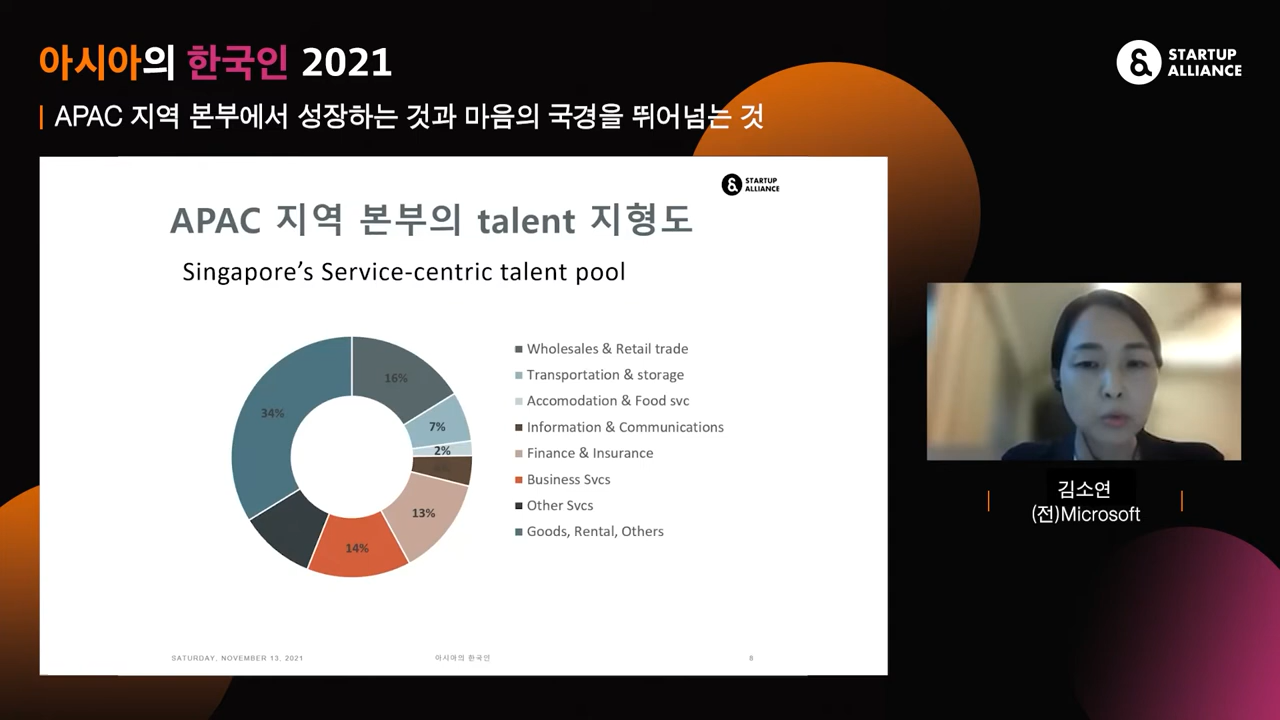 아시아의 한국인 2021
STARTUP
ALLIANCE
APAC 지역 본부에서 성장하는 것과 마음의 국경을 뛰어넘는 것
STARTUP
ALLIANCE
APAC 지역 본부의 talent 지형도
Singapore's Service-centric talent pool
16%
7%
2%
13%
14%
34%
Wholesales & Retail trade
Transportation & storage
Accomodation & Food svc
Information & Communications
Finance & Insurance
Business Svcs
Other Svcs
Goods, Rental, Others
SATURDAY, NOVEMBER 13, 2021
아시아의 한국인
8
김소연
(전)Microsoft